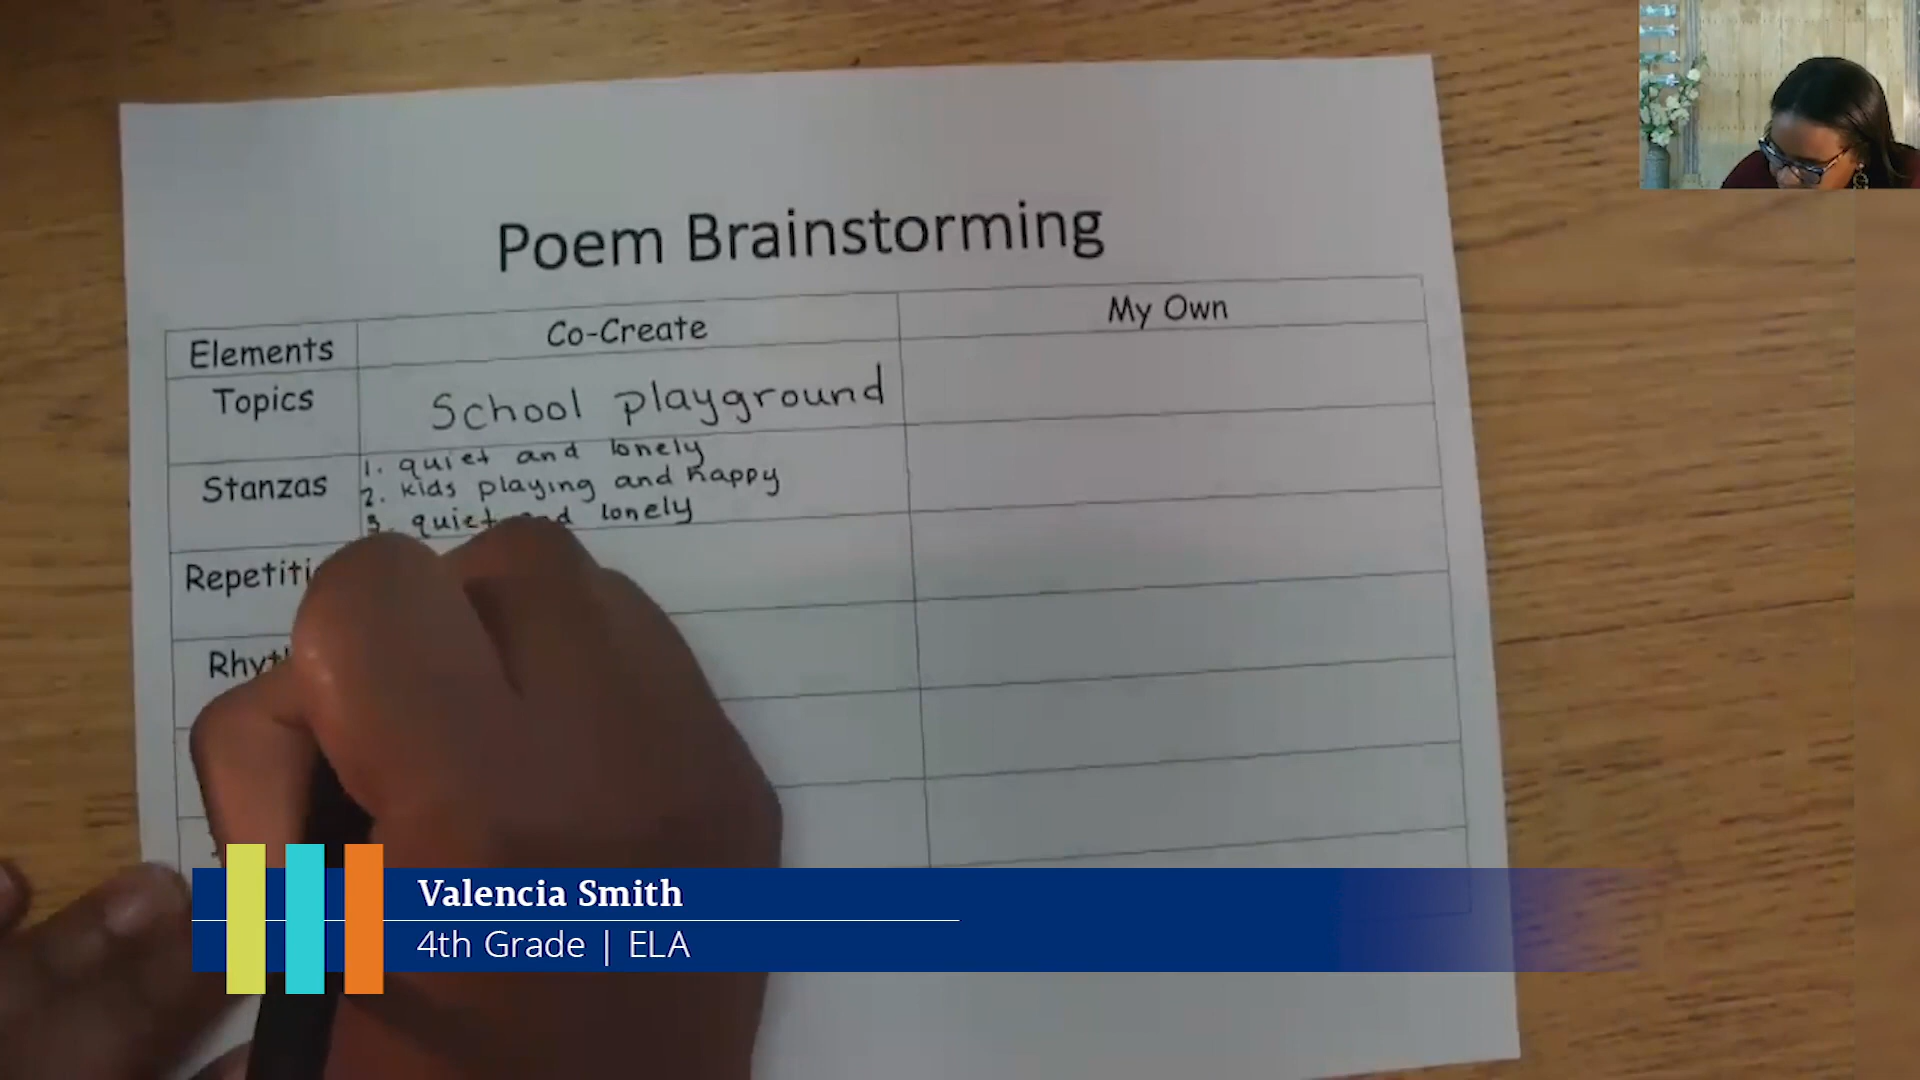 Poem Brainstorming
Elements Co-Create My Own
Topics School playground
Stanzas 1. quiet and lonely
2. kids playing and happy
3. quiet and lonely
Valencia Smith
4th Grade | ELA